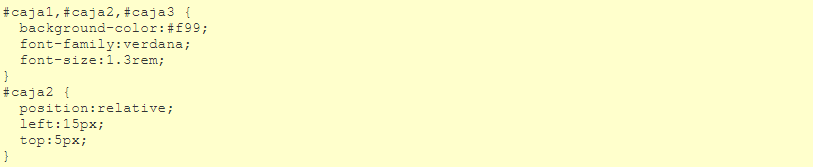 #caja1,#caja2,#caja3 {
  background-color:#f99;
  font-family:verdana;
  font-size:1.3rem;
}
#caja2 {
  position:relative;
  left:15px;
  top:5px;
}